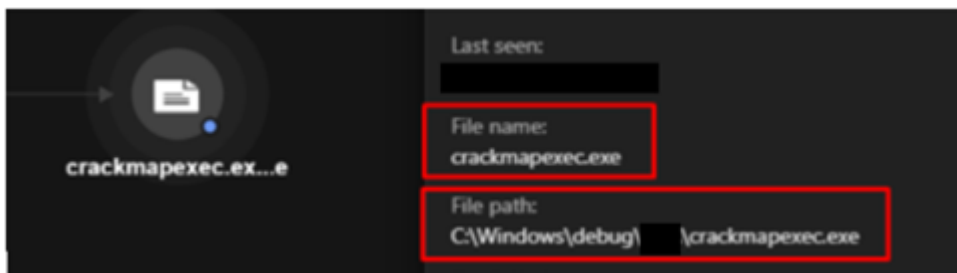 crackmapexec.ex...e
Last seen:
File name:
crackmapexec.exe
File path:
C:\Windows\debug\ \crackmapexec.exe